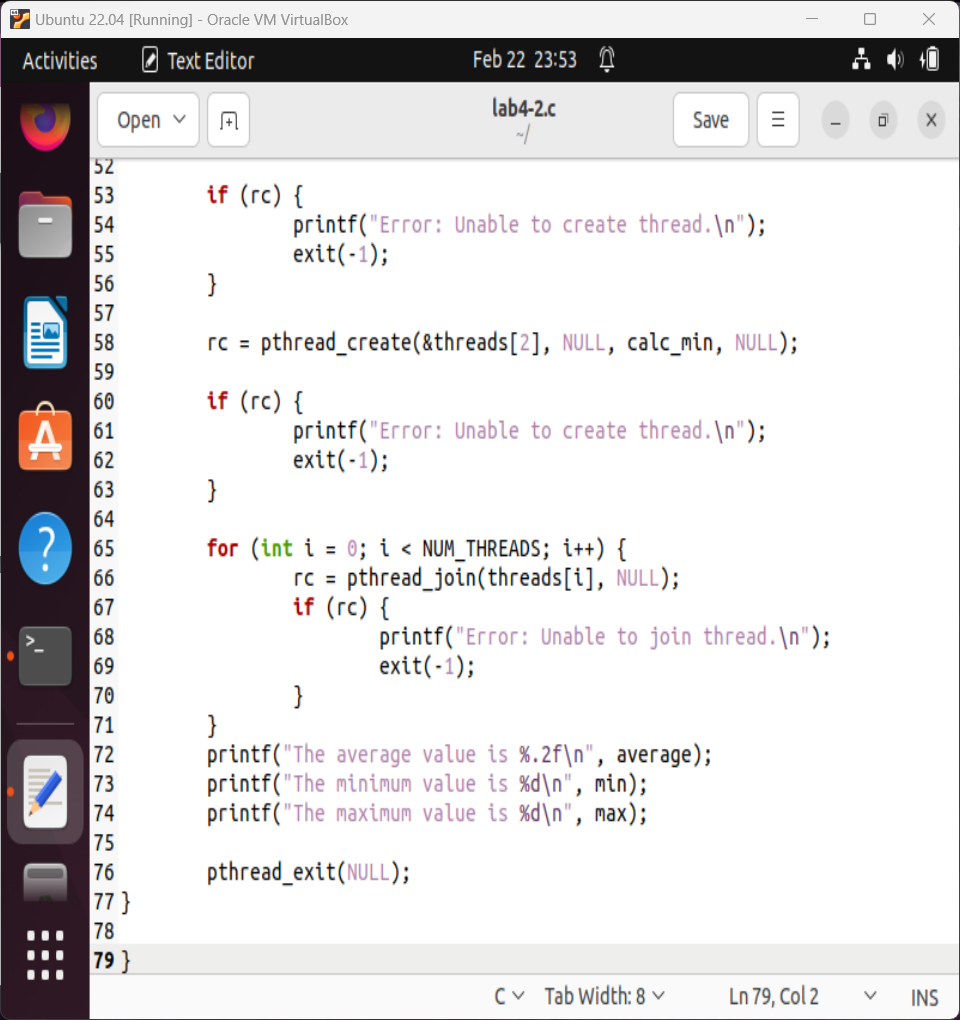 Ubuntu 22.04 [Running] - Oracle VM VirtualBox
Activities Text Editor Feb 22 23:53
Open lab4-2.c Save
~/
52
53 if (rc) {
54 printf("Error: Unable to create thread.\n");
55 exit(-1);
56 }
57
58 rc = pthread_create(&threads[2], NULL, calc_min, NULL);
59
60 if (rc) {
61 printf("Error: Unable to create thread.\n");
62 exit(-1);
63 }
64
65 for (int i = 0; i < NUM_THREADS; i++) {
66 rc = pthread_join(threads[i], NULL);
67 if (rc) {
68 printf("Error: Unable to join thread.\n");
69 exit(-1);
70 }
71 }
72 printf("The average value is %.2f\n", average);
73 printf("The minimum value is %d\n", min);
74 printf("The maximum value is %d\n", max);
75
76 pthread_exit(NULL);
77 }
78
79 }
C Tab Width: 8 Ln 79, Col 2 INS